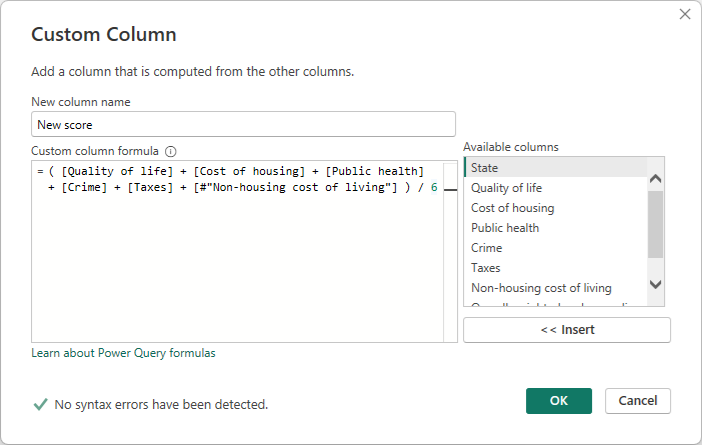 Custom Column
Add a column that is computed from the other columns.
New column name
New score
Custom column formula
= ( [Quality of life] + [Cost of housing] + [Public health]
+ [Crime] + [Taxes] + [#"Non-housing cost of living"] ) / 6
Available columns
State
Quality of life
Cost of housing
Public health
Crime
Taxes
Non-housing cost of living
<< Insert
Learn about Power Query formulas
No syntax errors have been detected.
OK
Cancel